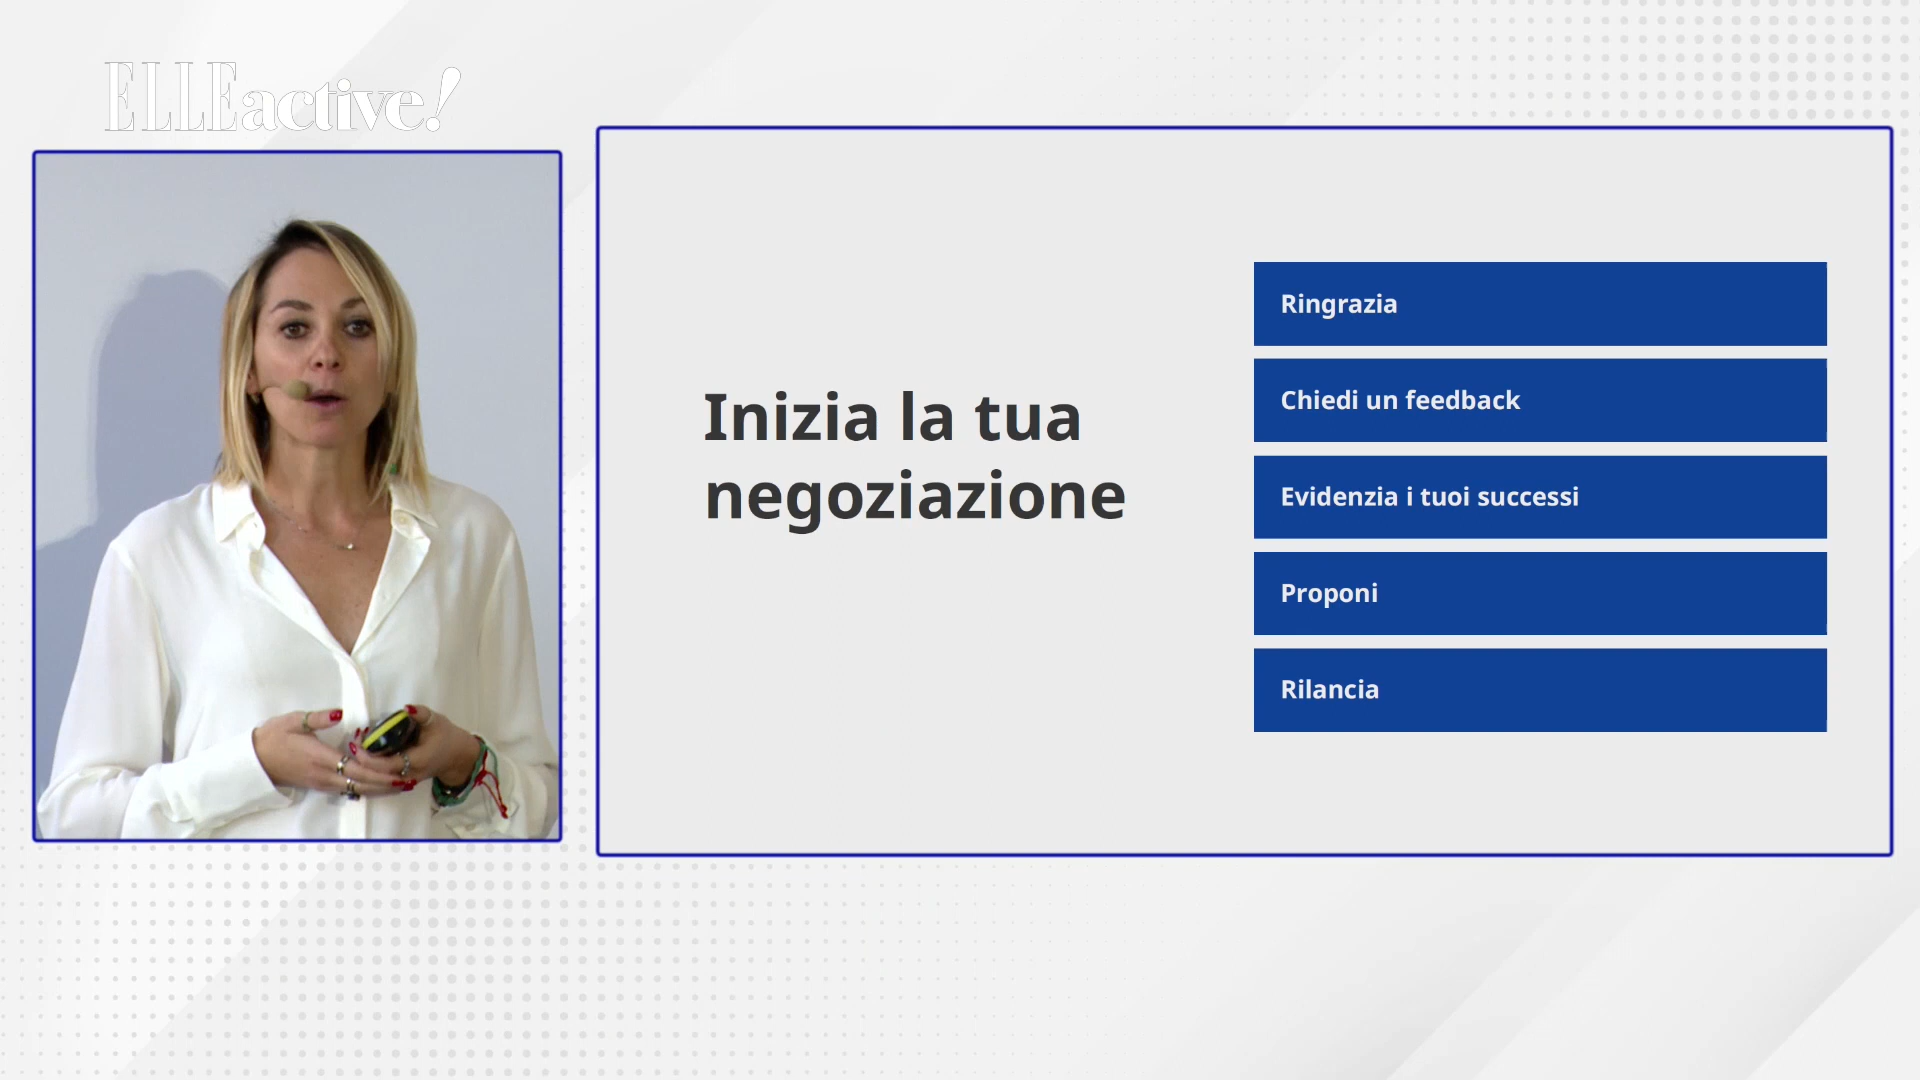 ELLEactive!
Inizia la tua
negoziazione
Ringrazia
Chiedi un feedback
Evidenzia i tuoi successi
Proponi
Rilancia